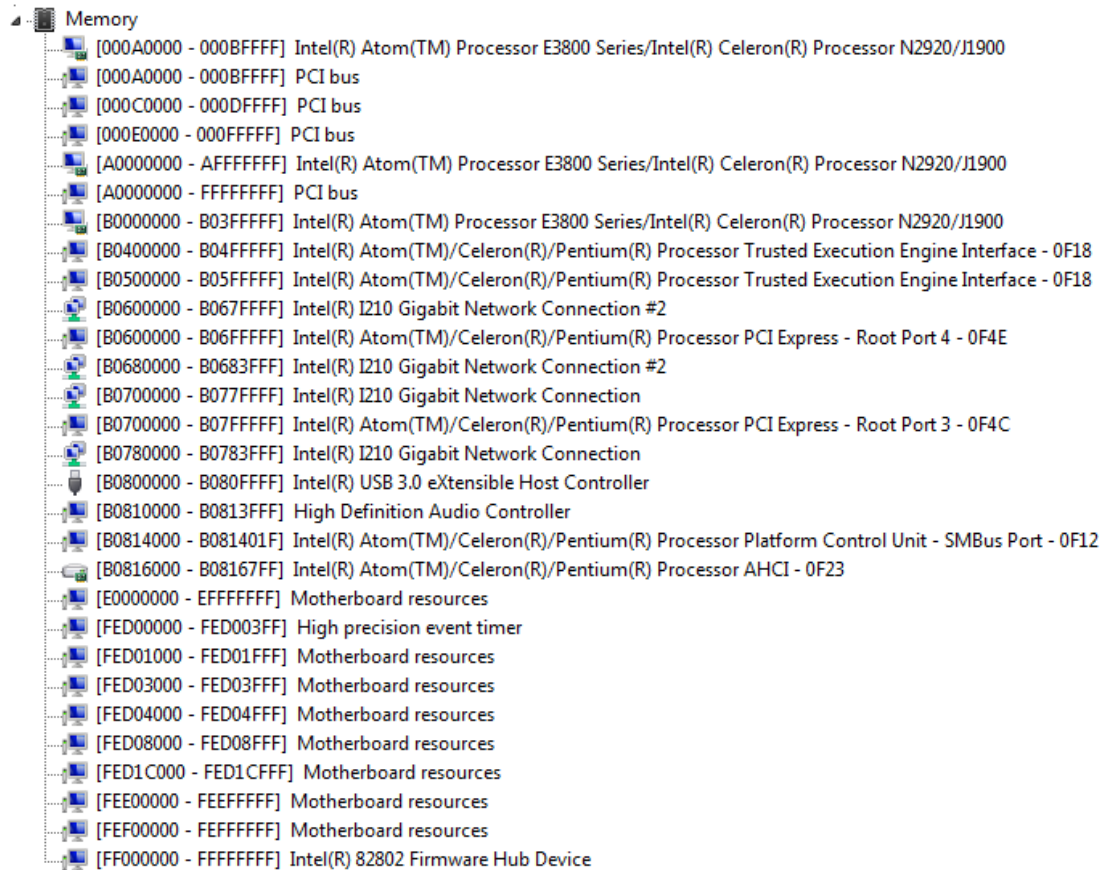 Memory
[000A0000 - 000BFFFF] Intel(R) Atom(TM) Processor E3800 Series/Intel(R) Celeron(R) Processor N2920/J1900
[000A0000 - 000BFFFF] PCI bus
[000C0000 - 000DFFFF] PCI bus
[000E0000 - 000FFFFF] PCI bus
[A0000000 - AFFFFFFF] Intel(R) Atom(TM) Processor E3800 Series/Intel(R) Celeron(R) Processor N2920/J1900
[A0000000 - FFFFFFFF] PCI bus
[B0000000 - B03FFFFF] Intel(R) Atom(TM) Processor E3800 Series/Intel(R) Celeron(R) Processor N2920/J1900
[B0400000 - B04FFFFF] Intel(R) Atom(TM)/Celeron(R)/Pentium(R) Processor Trusted Execution Engine Interface - 0F18
[B0500000 - B05FFFFF] Intel(R) Atom(TM)/Celeron(R)/Pentium(R) Processor Trusted Execution Engine Interface - 0F18
[B0600000 - B067FFFF] Intel(R) I210 Gigabit Network Connection #2
[B0600000 - B06FFFFF] Intel(R) Atom(TM)/Celeron(R)/Pentium(R) Processor PCI Express - Root Port 4 - 0F4E
[B0680000 - B0683FFF] Intel(R) I210 Gigabit Network Connection #2
[B0700000 - B077FFFF] Intel(R) I210 Gigabit Network Connection
[B0700000 - B07FFFFF] Intel(R) Atom(TM)/Celeron(R)/Pentium(R) Processor PCI Express - Root Port 3 - 0F4C
[B0780000 - B0783FFF] Intel(R) I210 Gigabit Network Connection
[B0800000 - B080FFFF] Intel(R) USB 3.0 eXtensible Host Controller
[B0810000 - B0813FFF] High Definition Audio Controller
[B0814000 - B081401F] Intel(R) Atom(TM)/Celeron(R)/Pentium(R) Processor Platform Control Unit - SMBus Port - 0F12
[B0816000 - B08167FF] Intel(R) Atom(TM)/Celeron(R)/Pentium(R) Processor AHCI - 0F23
[E0000000 - EFFFFFFF] Motherboard resources
[FED00000 - FED003FF] High precision event timer
[FED01000 - FED01FFF] Motherboard resources
[FED03000 - FED03FFF] Motherboard resources
[FED04000 - FED04FFF] Motherboard resources
[FED08000 - FED08FFF] Motherboard resources
[FED1C000 - FED1CFFF] Motherboard resources
[FEE00000 - FEEFFFFF] Motherboard resources
[FEF00000 - FEFFFFFF] Motherboard resources
[FF000000 - FFFFFFFF] Intel(R) 82802 Firmware Hub Device